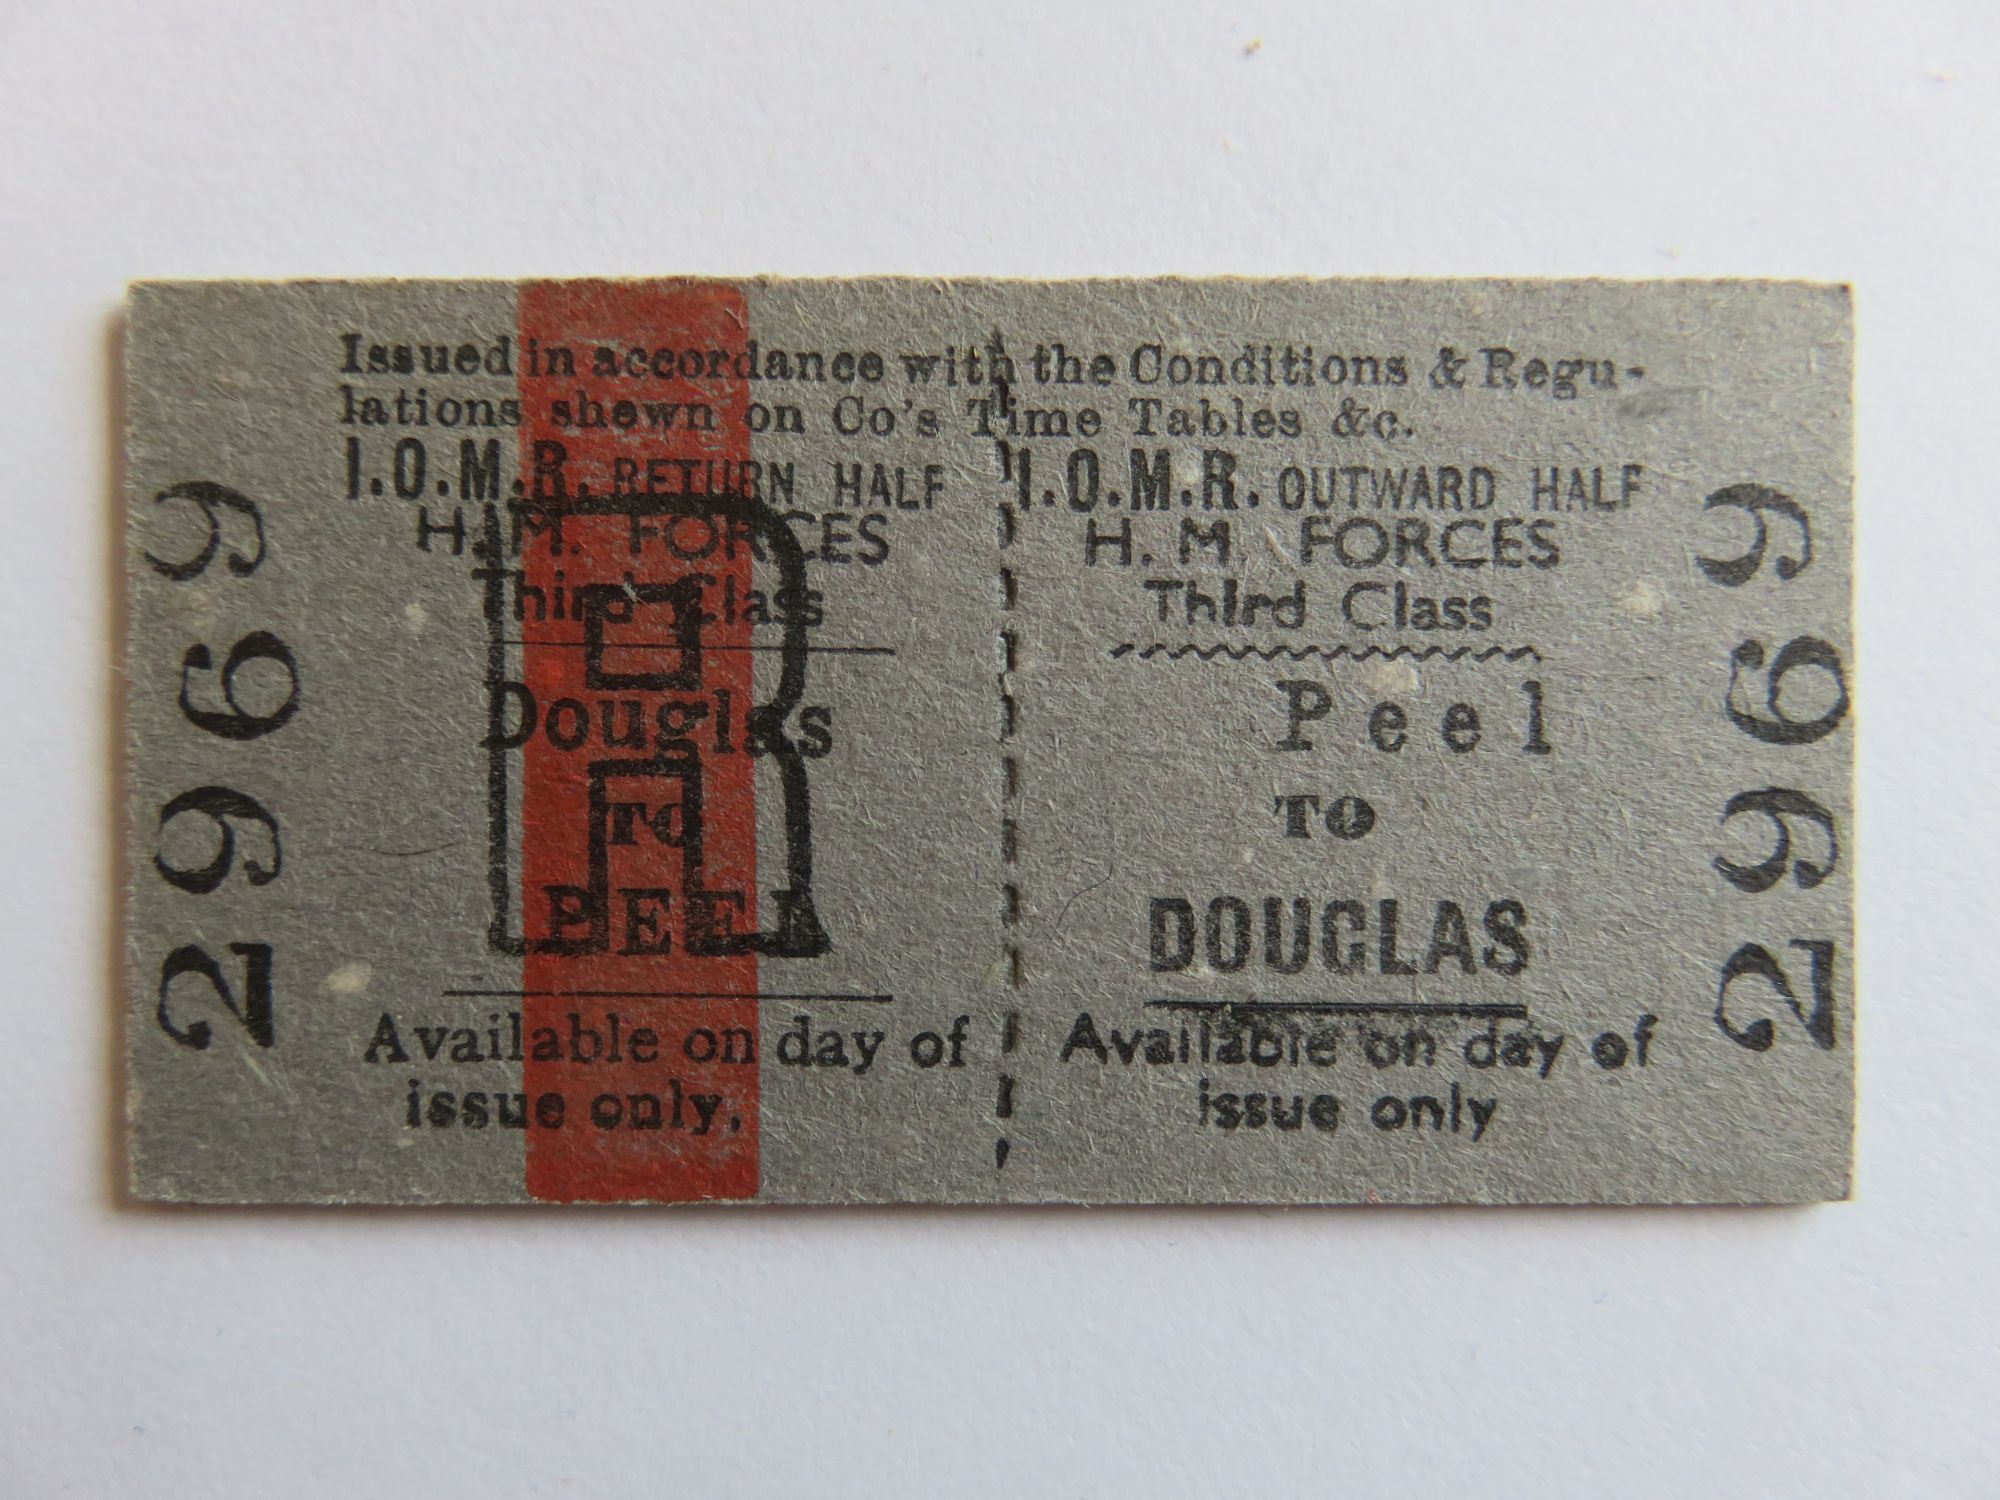 Issued in accordance with the Conditions & Regu-
lations shewn on Co's Time Tables &c.
I.O.M.R. RETURN HALF
H. M. FORCES
Third Class
Douglas
TO
PEEL
Available on day of
issue only.
R
I.O.M.R. OUTWARD HALF
H. M. FORCES
Third Class
Peel
TO
DOUGLAS
Available on day of
issue only
2969
2969